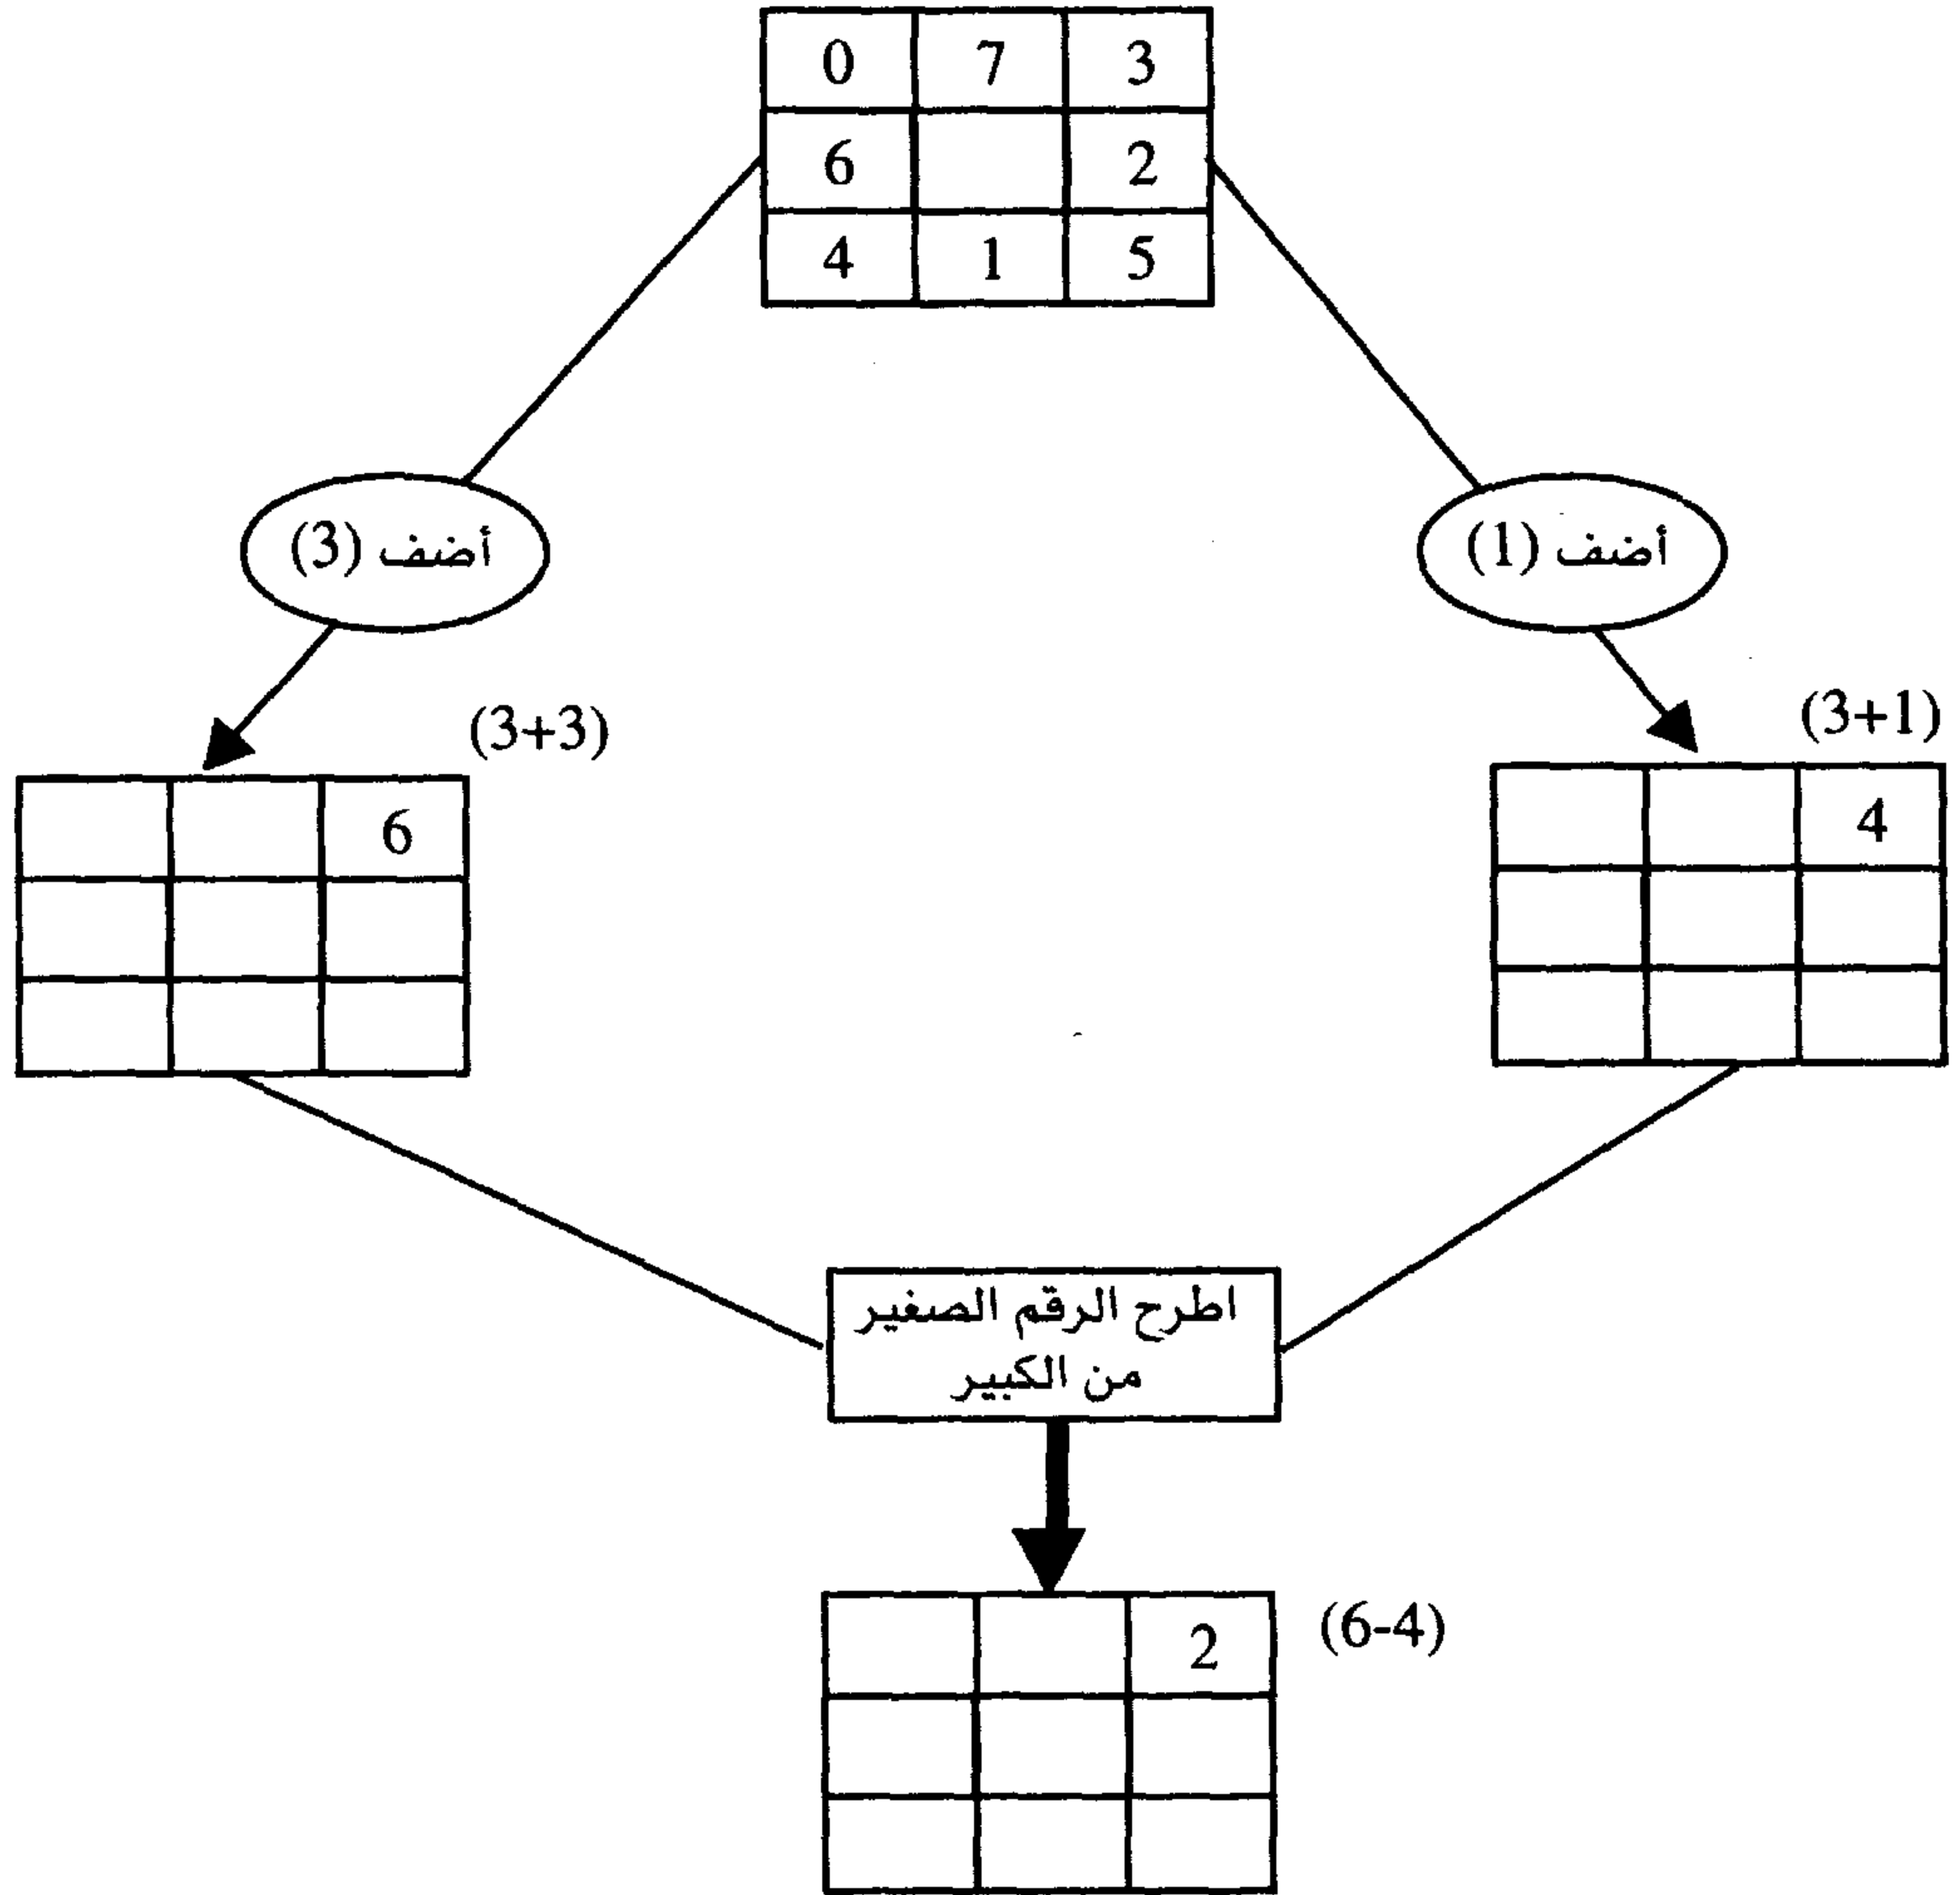 0 7 3
6 2
4 1 5
أضف (1)
أضف (3)
(3+1)
(3+3)
4
6
اطرح الرقم الصغير
من الكبير
2
(6-4)